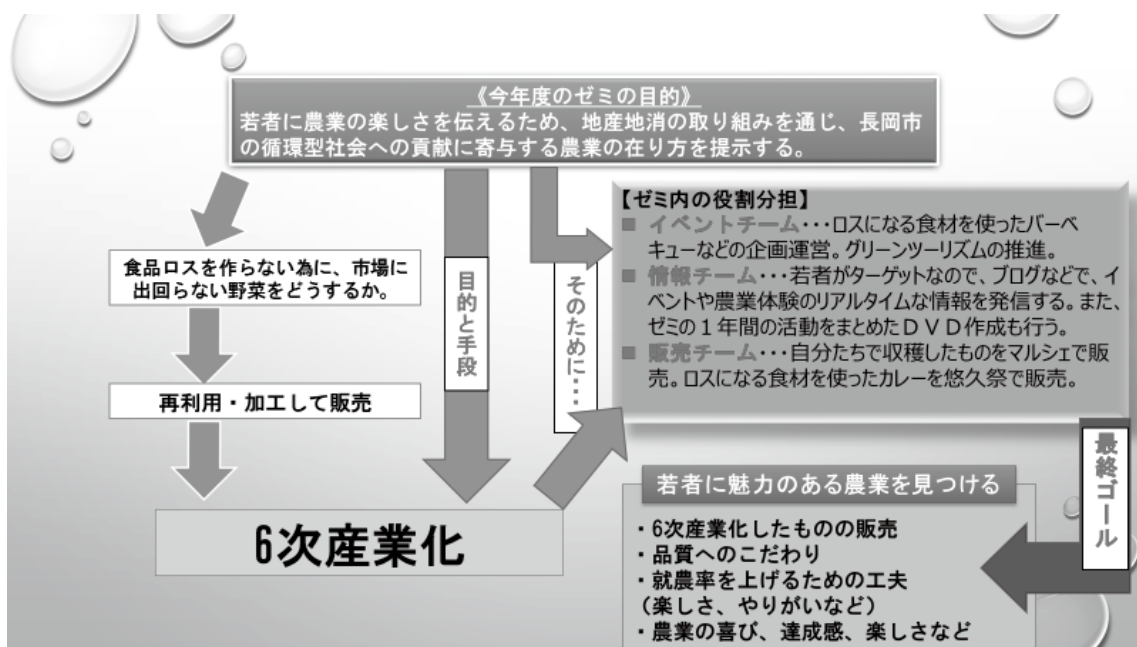 《今年度のゼミの目的》
若者に農業の楽しさを伝えるため、地産地消の取り組みを通じ、長岡市
の循環型社会への貢献に寄与する農業の在り方を提示する。
食品ロスを作らない為に、市場に
出回らない野菜をどうするか。
再利用・加工して販売
目的と手段
そのために・・・
6次産業化
【ゼミ内の役割分担】
■ イベントチーム・・・ロスになる食材を使ったバーベ
キューなどの企画運営。グリーンツーリズムの推進。
■ 情報チーム・・・若者がターゲットなので、ブログなどで、イ
ベントや農業体験のリアルタイムな情報を発信する。また、
ゼミの１年間の活動をまとめたＤＶＤ作成も行う。
■ 販売チーム・・・自分たちで収穫したものをマルシェで販
売。ロスになる食材を使ったカレーを悠久祭で販売。
最終ゴール
若者に魅力のある農業を見つける
・6次産業化したものの販売
・品質へのこだわり
・就農率を上げるための工夫
（楽しさ、やりがいなど）
・農業の喜び、達成感、楽しさなど